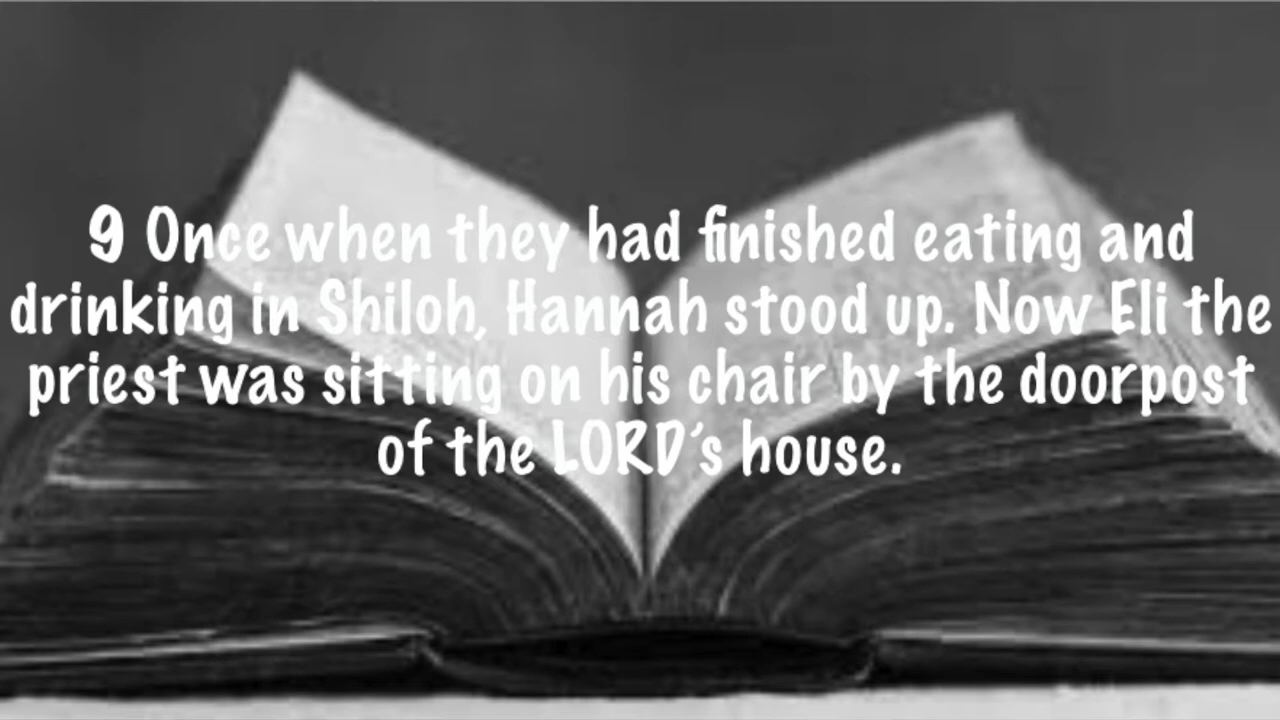 9 Once when they had finished eating and
drinking in Shiloh, Hannah stood up. Now Eli the
priest was sitting on his chair by the doorpost
of the LORD’s house.